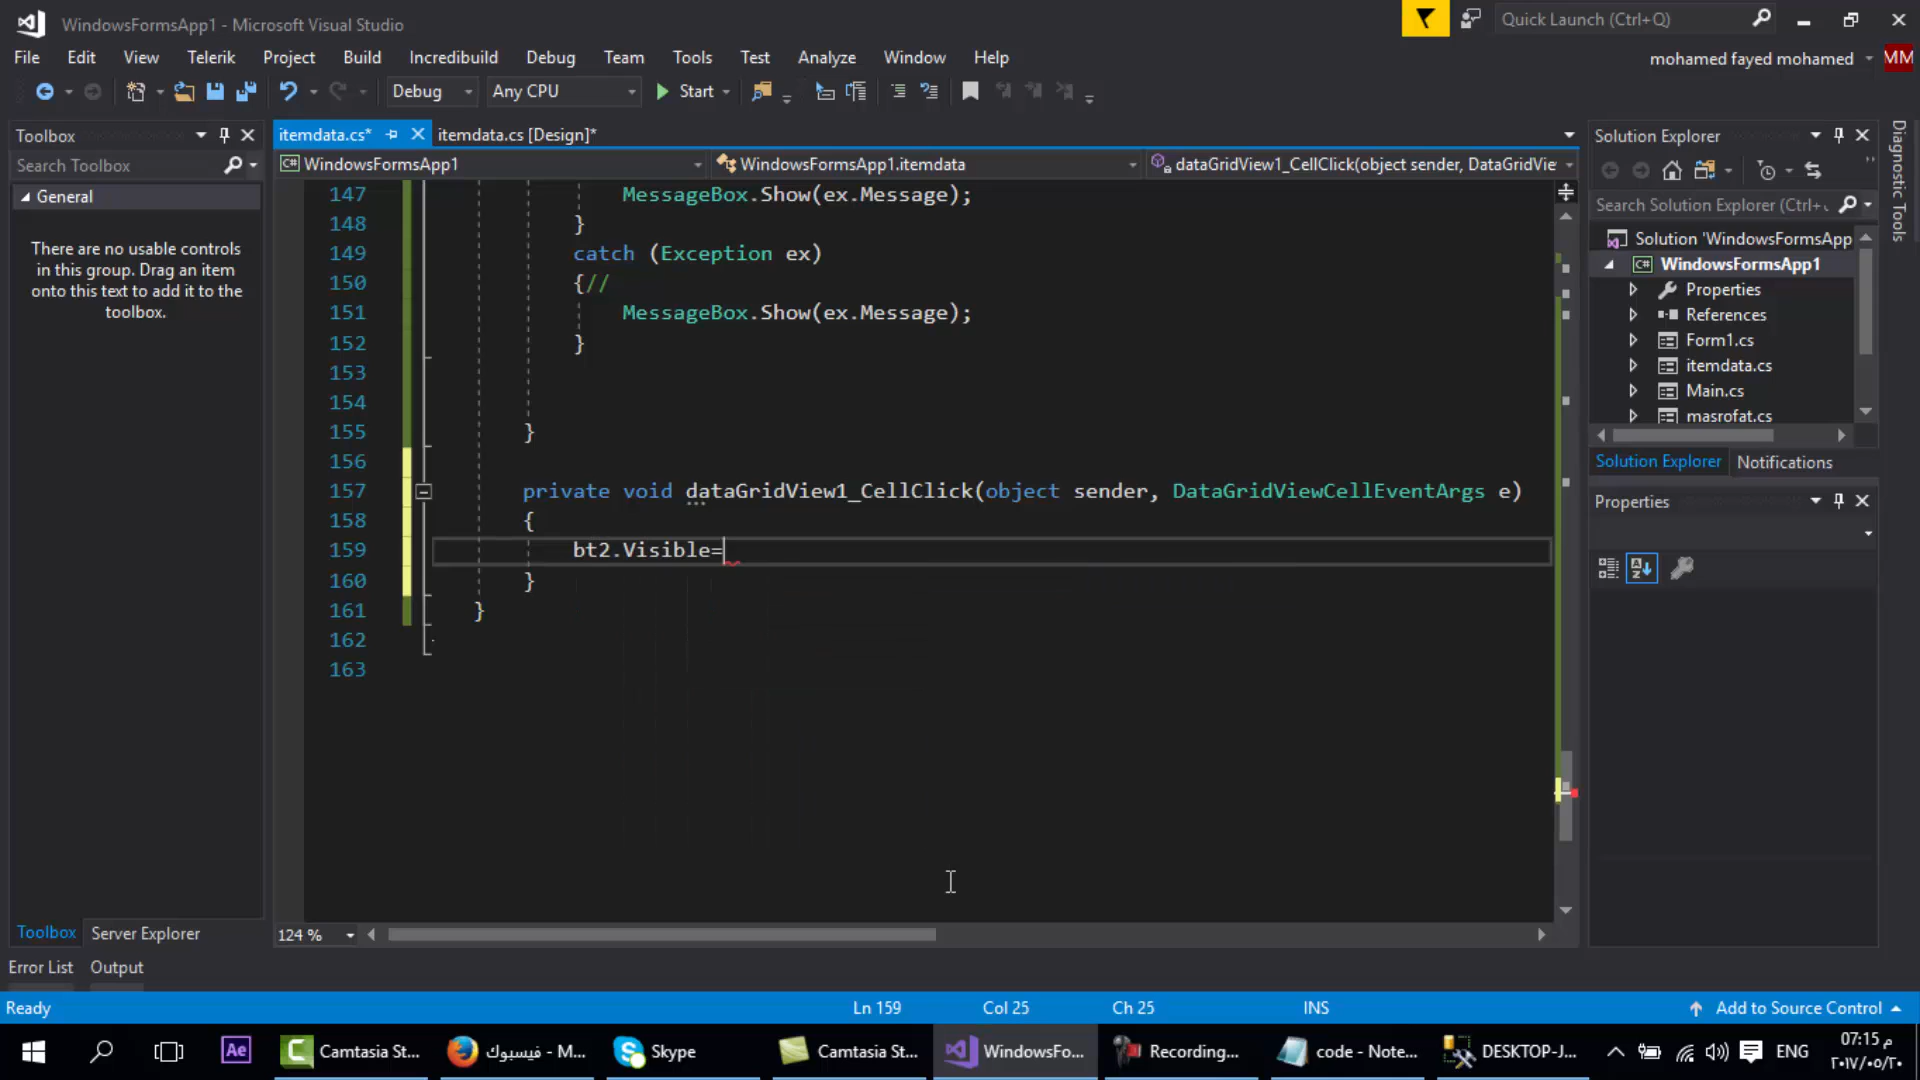 WindowsFormsApp1 - Microsoft Visual Studio
Quick Launch (Ctrl+Q)
File Edit View Telerik Project Build Incredibuild Debug Team Tools Test Analyze Window Help
mohamed fayed mohamed MM
Debug Any CPU Start
Toolbox
itemdata.cs* itemdata.cs [Design]*
Solution Explorer
Search Toolbox
WindowsFormsApp1 WindowsFormsApp1.itemdata dataGridView1_CellClick(object sender, DataGridVie
General
There are no usable controls
in this group. Drag an item
onto this text to add it to the
toolbox.
147 MessageBox.Show(ex.Message);
148 }
149 catch (Exception ex)
150 {//
151 MessageBox.Show(ex.Message);
152 }
153
154
155 }
156
157 private void dataGridView1_CellClick(object sender, DataGridViewCellEventArgs e)
158 {
159 bt2.Visible=
160 }
161 }
162
163
Search Solution Explorer (Ctrl+
Solution 'WindowsFormsApp
WindowsFormsApp1
Properties
References
Form1.cs
itemdata.cs
Main.cs
masrofat.cs
Solution Explorer Notifications
Properties
Diagnostic Tools
Toolbox Server Explorer
124 %
Error List Output
Ready Ln 159 Col 25 Ch 25 INS Add to Source Control
Ae Camtasia St... فيسبوك - M... Skype Camtasia St... WindowsFo... Recording... code - Note... DESKTOP-J... ENG
07:15 م
٢٠١٧/٠٥/٢٠